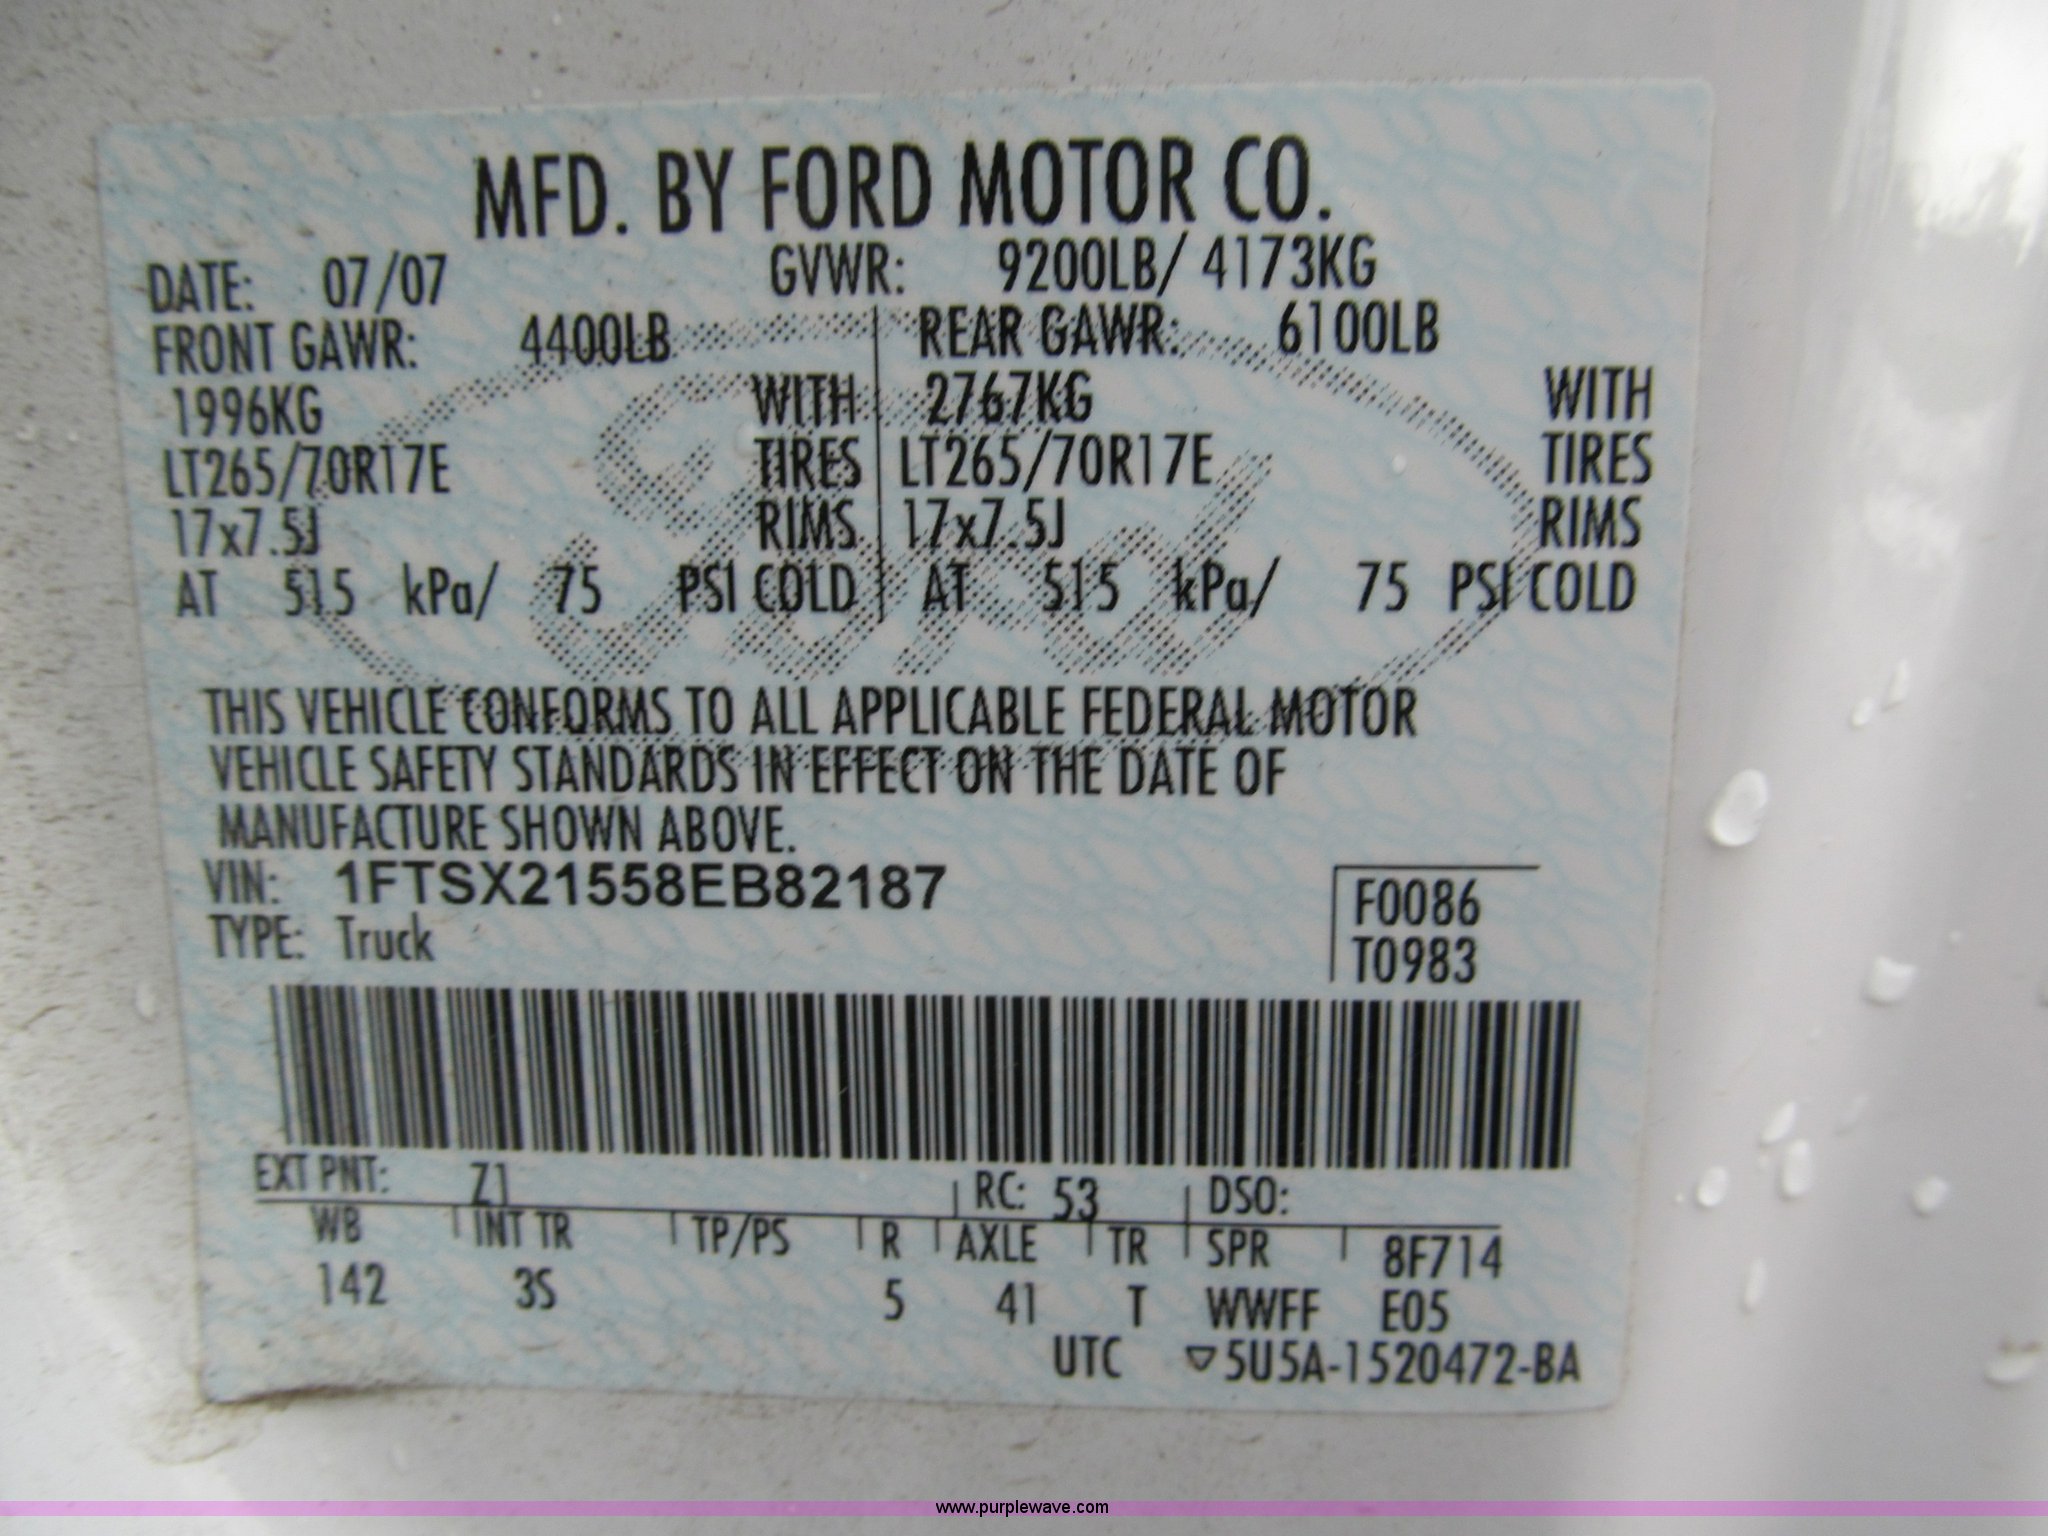 MFD. BY FORD MOTOR CO.
DATE: 07/07 GVWR: 9200LB/ 4173KG
FRONT GAWR: 4400LB REAR GAWR: 6100LB
1996KG WITH 2767KG WITH
LT265/70R17E TIRES LT265/70R17E TIRES
17x7.5J RIMS 17x7.5J RIMS
AT 515 kPa/ 75 PSI COLD AT 515 kPa/ 75 PSI COLD
Ford
THIS VEHICLE CONFORMS TO ALL APPLICABLE FEDERAL MOTOR
VEHICLE SAFETY STANDARDS IN EFFECT ON THE DATE OF
MANUFACTURE SHOWN ABOVE.
VIN: 1FTSX21558EB82187 F0086
TYPE: Truck T0983
EXT PNT: Z1 RC: 53 DSO:
WB INT TR TP/PS R AXLE TR SPR 8F714
142 3S 5 41 T WWFF E05
UTC ▽5U5A-1520472-BA
www.purplewave.com